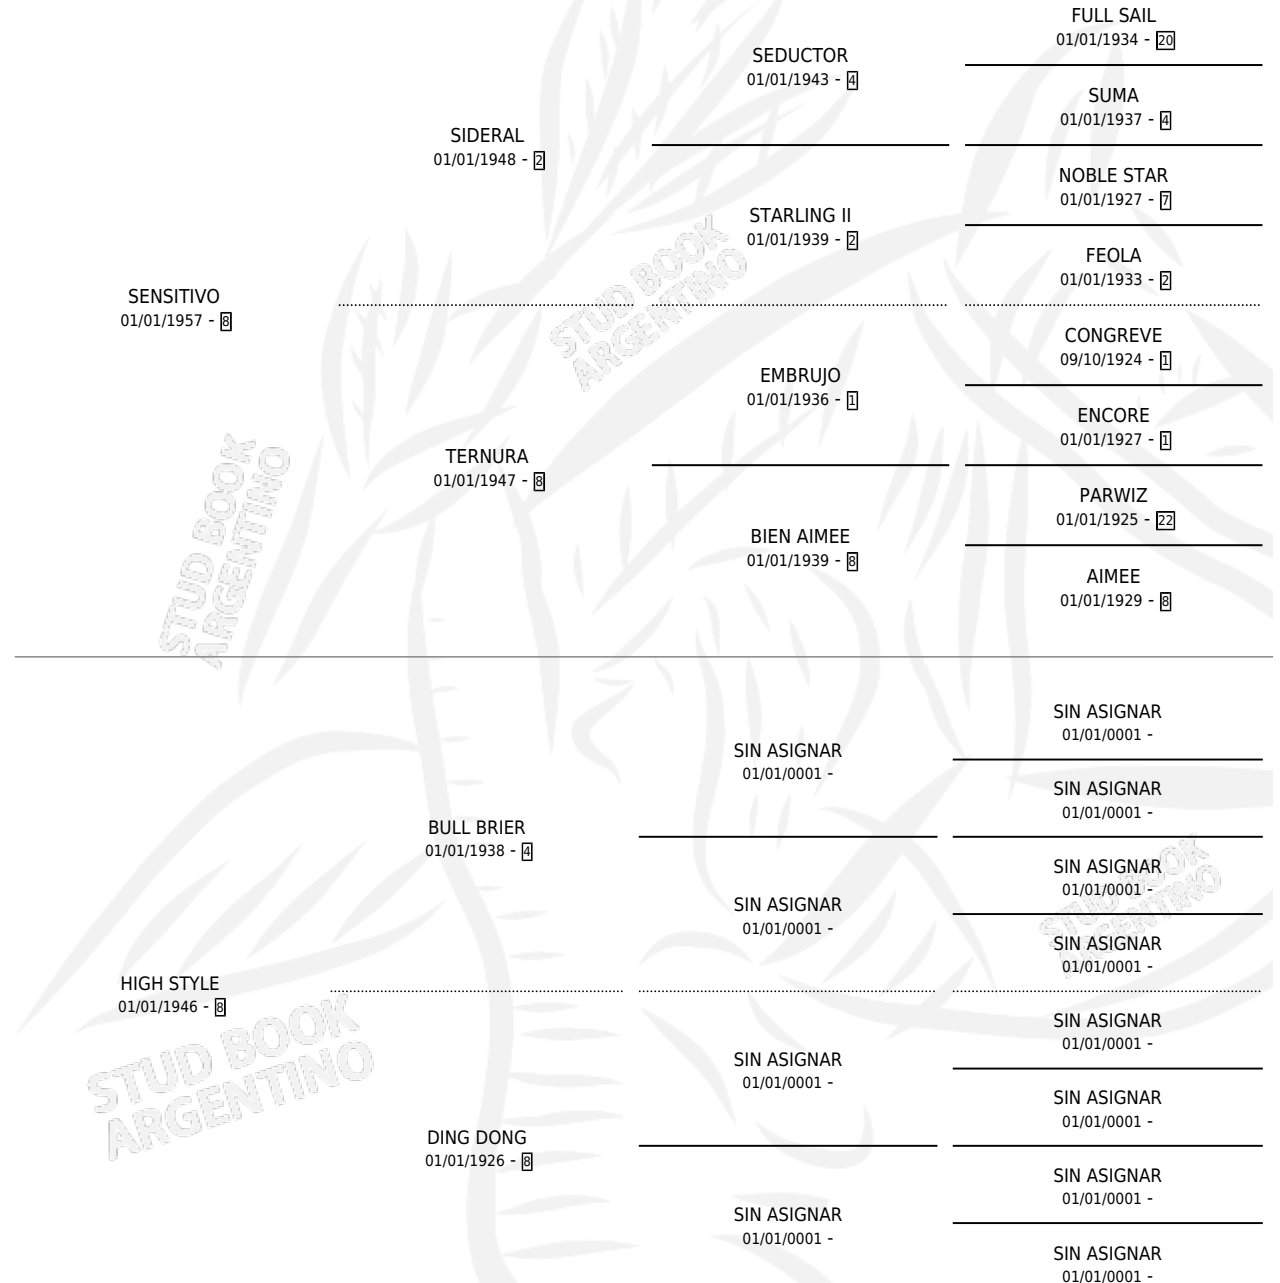 FULL SAIL
01/01/1934 - 20
SEDUCTOR
01/01/1943 - 4
SUMA
01/01/1937 - 4
SIDERAL
01/01/1948 - 2
NOBLE STAR
01/01/1927 - 7
STARLING II
01/01/1939 - 2
FEOLA
01/01/1933 - 2
SENSITIVO
01/01/1957 - 8
CONGREVE
09/10/1924 - 1
EMBRUJO
01/01/1936 - 1
ENCORE
01/01/1927 - 1
TERNURA
01/01/1947 - 8
PARWIZ
01/01/1925 - 22
BIEN AIMEE
01/01/1939 - 8
AIMEE
01/01/1929 - 8
STUD BOOK
ARGENTINO
STUD BOOK
ARGENTINO
SIN ASIGNAR
01/01/0001 -
SIN ASIGNAR
01/01/0001 -
SIN ASIGNAR
01/01/0001 -
BULL BRIER
01/01/1938 - 4
SIN ASIGNAR
01/01/0001 -
SIN ASIGNAR
01/01/0001 -
SIN ASIGNAR
01/01/0001 -
HIGH STYLE
01/01/1946 - 8
SIN ASIGNAR
01/01/0001 -
SIN ASIGNAR
01/01/0001 -
SIN ASIGNAR
01/01/0001 -
DING DONG
01/01/1926 - 8
SIN ASIGNAR
01/01/0001 -
SIN ASIGNAR
01/01/0001 -
SIN ASIGNAR
01/01/0001 -
STUD BOOK
ARGENTINO
STUD BOOK
ARGENTINO